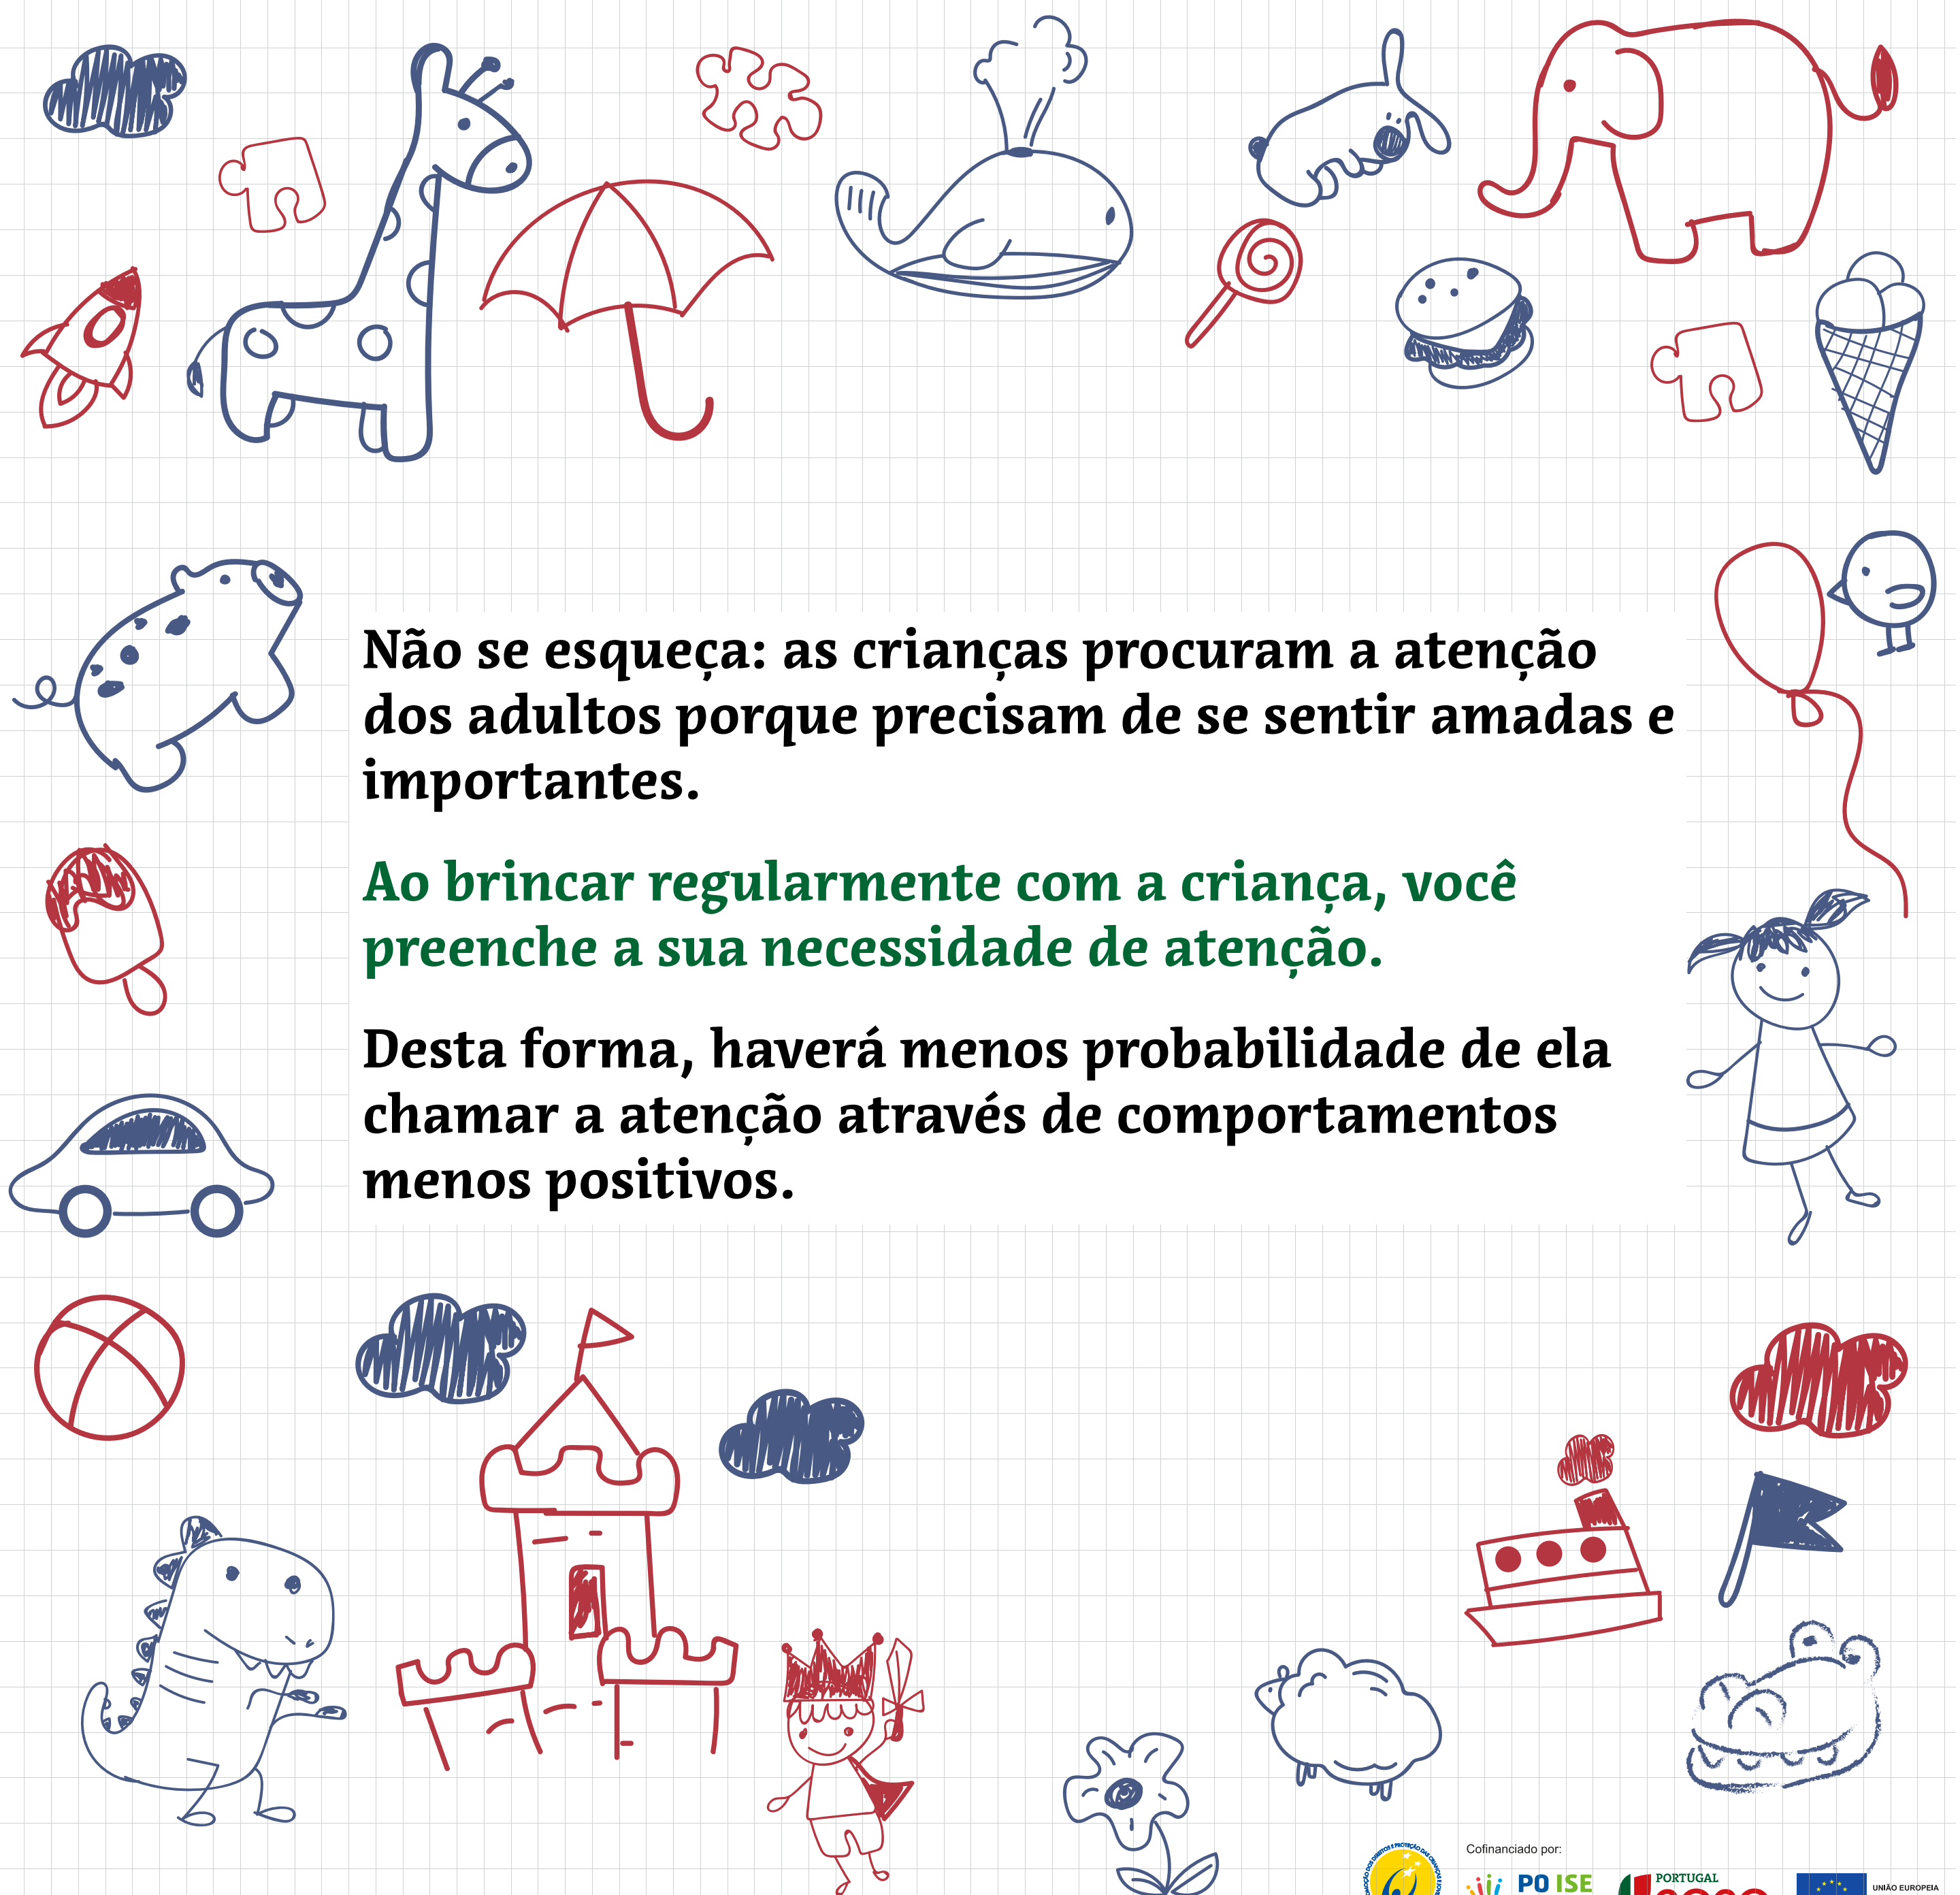 Não se esqueça: as crianças procuram a atenção
dos adultos porque precisam de se sentir amadas e
importantes.
Ao brincar regularmente com a criança, você
preenche a sua necessidade de atenção.
Desta forma, haverá menos probabilidade de ela
chamar a atenção através de comportamentos
menos positivos.
Cofinanciado por:
PO ISE
PORTUGAL
UNIÃO EUROPEIA